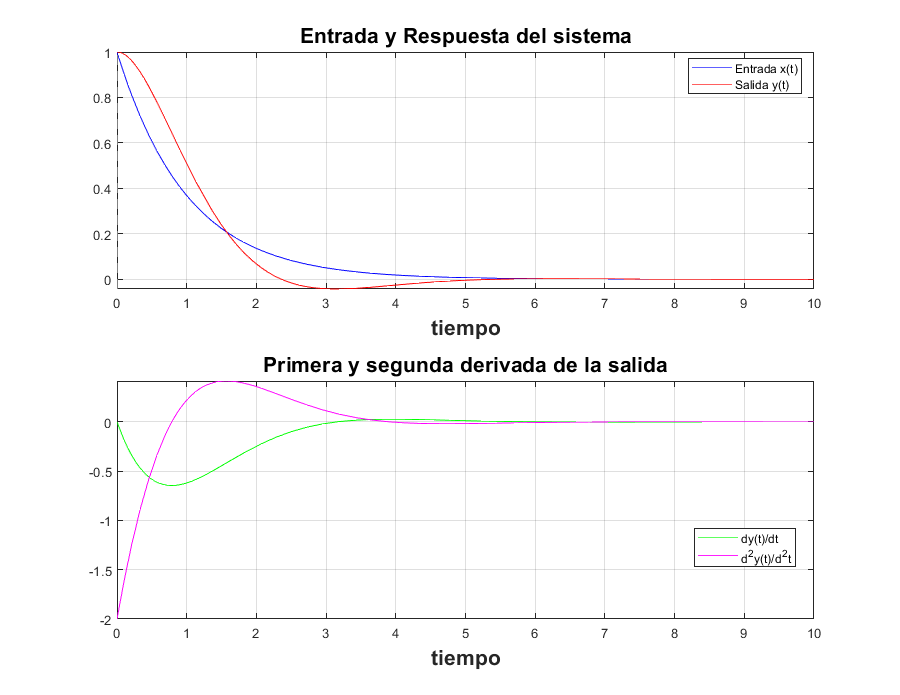 Entrada y Respuesta del sistema
1
0.8
0.6
0.4
0.2
0
Entrada x(t)
Salida y(t)
0 1 2 3 4 5 6 7 8 9 10
tiempo
Primera y segunda derivada de la salida
0
-0.5
-1
-1.5
-2
dy(t)/dt
d²y(t)/d²t
0 1 2 3 4 5 6 7 8 9 10
tiempo